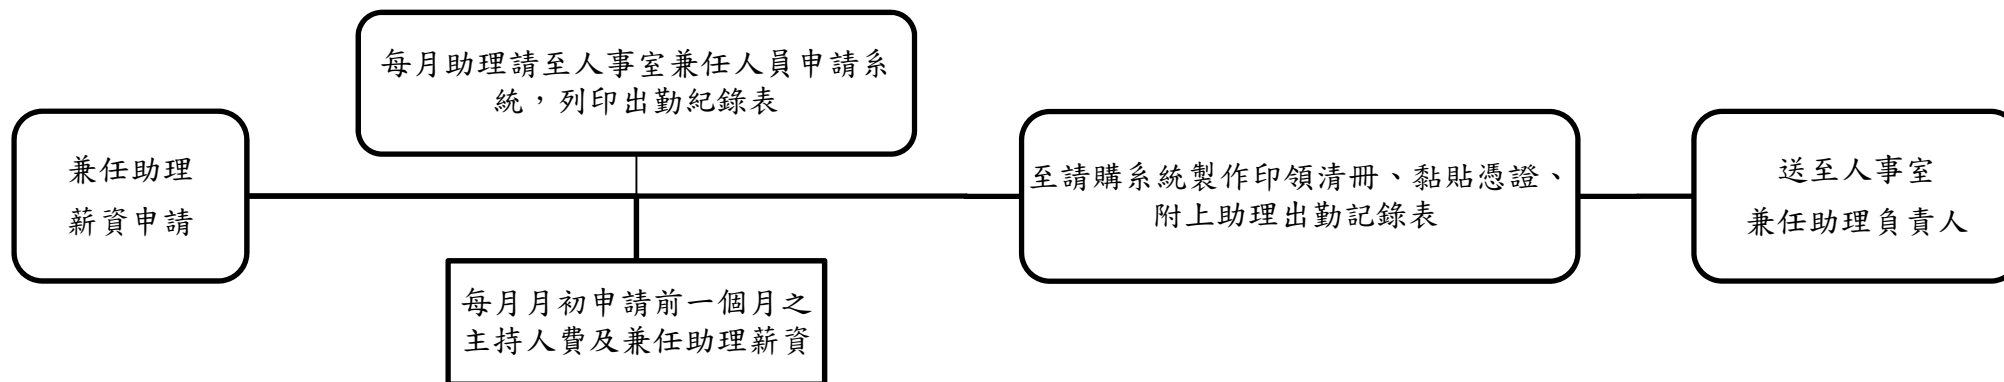 每月助理請至人事室兼任人員申請系
統，列印出勤紀錄表
兼任助理
薪資申請
至請購系統製作印領清冊、黏貼憑證、
附上助理出勤記錄表
送至人事室
兼任助理負責人
每月月初申請前一個月之
主持人費及兼任助理薪資